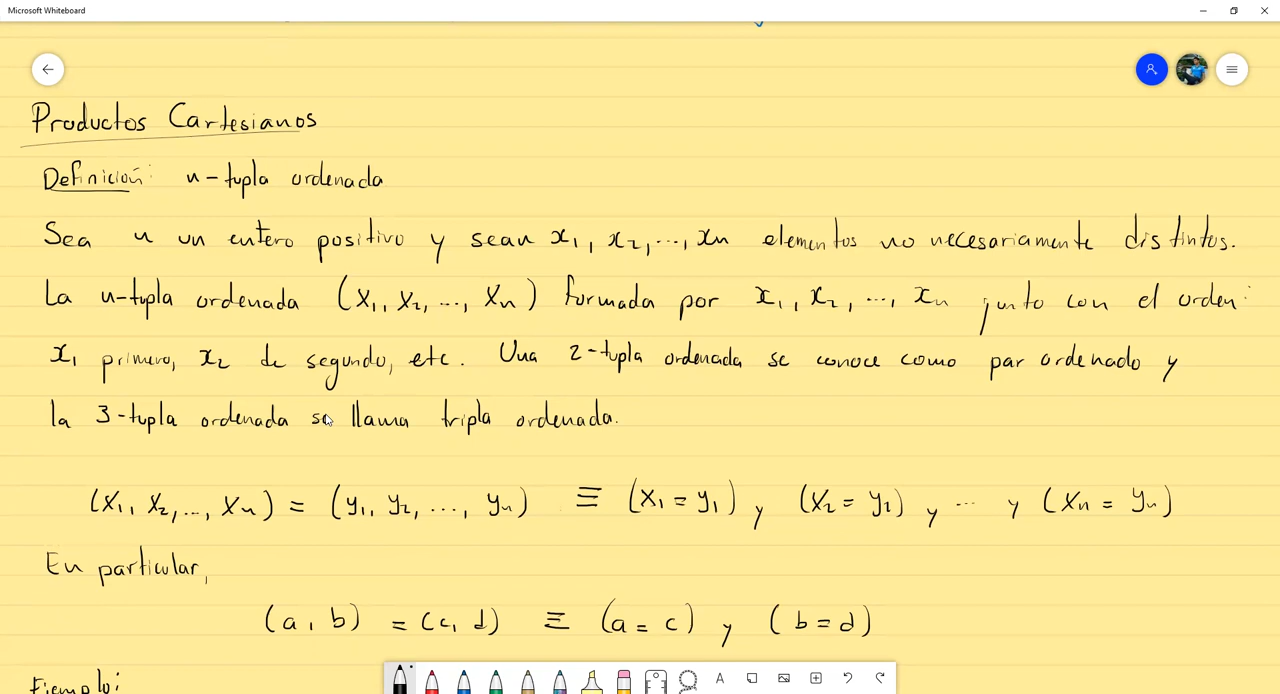 Microsoft Whiteboard
Productos Cartesianos
Definición: n-tupla ordenada
Sea n un entero positivo y sean x₁, x₂, ..., xn elementos no necesariamente distintos.
La n-tupla ordenada (x₁, x₂, ..., xn) formada por x₁, x₂, ..., xn junto con el orden:
x₁ primero, x₂ de segundo, etc. Una 2-tupla ordenada se conoce como par ordenado y
la 3-tupla ordenada se llama tripla ordenada.
(x₁, x₂, ..., xn) = (y₁, y₂, ..., yn) ≡ (x₁ = y₁) y (x₂ = y₂) y ... y (xn = yn)
En particular,
(a, b) = (c, d) ≡ (a = c) y (b = d)
Ejemplo: